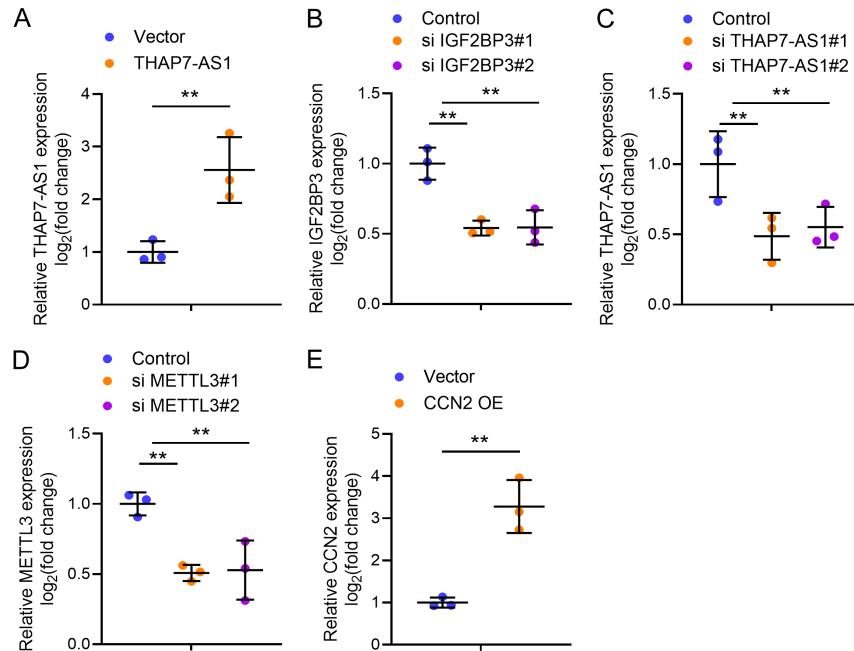 A
Vector
THAP7-AS1
**
Relative THAP7-AS1 expression
log2(fold change)
4
3
2
1
0
B
Control
si IGF2BP3#1
si IGF2BP3#2
**
**
Relative IGF2BP3 expression
log2(fold change)
1.5
1.0
0.5
0.0
C
Control
si THAP7-AS1#1
si THAP7-AS1#2
**
**
Relative THAP7-AS1 expression
log2(fold change)
1.5
1.0
0.5
0.0
D
Control
si METTL3#1
si METTL3#2
**
**
Relative METTL3 expression
log2(fold change)
1.5
1.0
0.5
0.0
E
Vector
CCN2 OE
**
Relative CCN2 expression
log2(fold change)
5
4
3
2
1
0